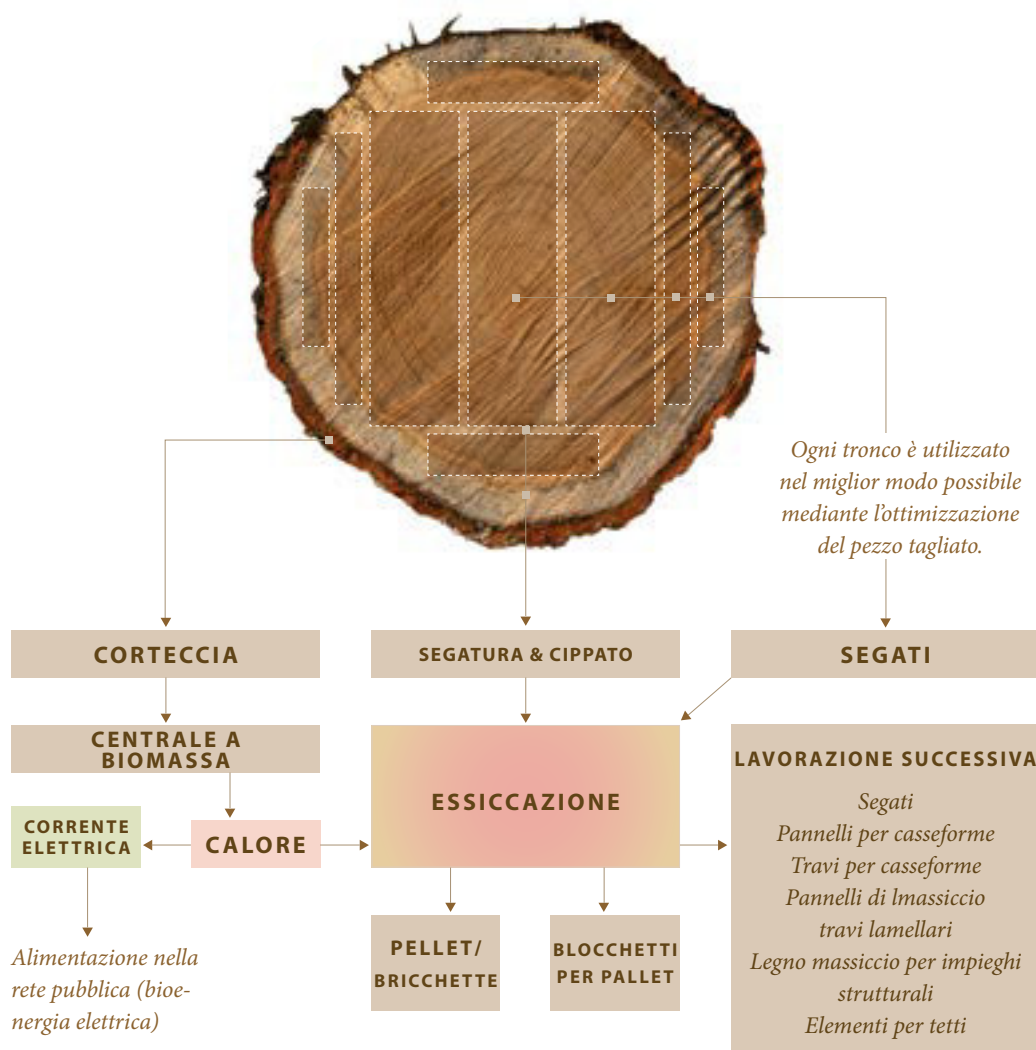 Ogni tronco è utilizzato
nel miglior modo possibile
mediante l'ottimizzazione
del pezzo tagliato.
CORTECCIA
SEGATURA & CIPPATO
SEGATI
CENTRALE A
BIOMASSA
ESSICCAZIONE
LAVORAZIONE SUCCESSIVA
Segati
Pannelli per casseforme
Travi per casseforme
Pannelli di lmassiccio
travi lamellari
Legno massiccio per impieghi
strutturali
Elementi per tetti
CORRENTE
ELETTRICA
CALORE
PELLET/
BRICCHETTE
BLOCCHETTI
PER PALLET
Alimentazione nella
rete pubblica (bioe-
nergia elettrica)